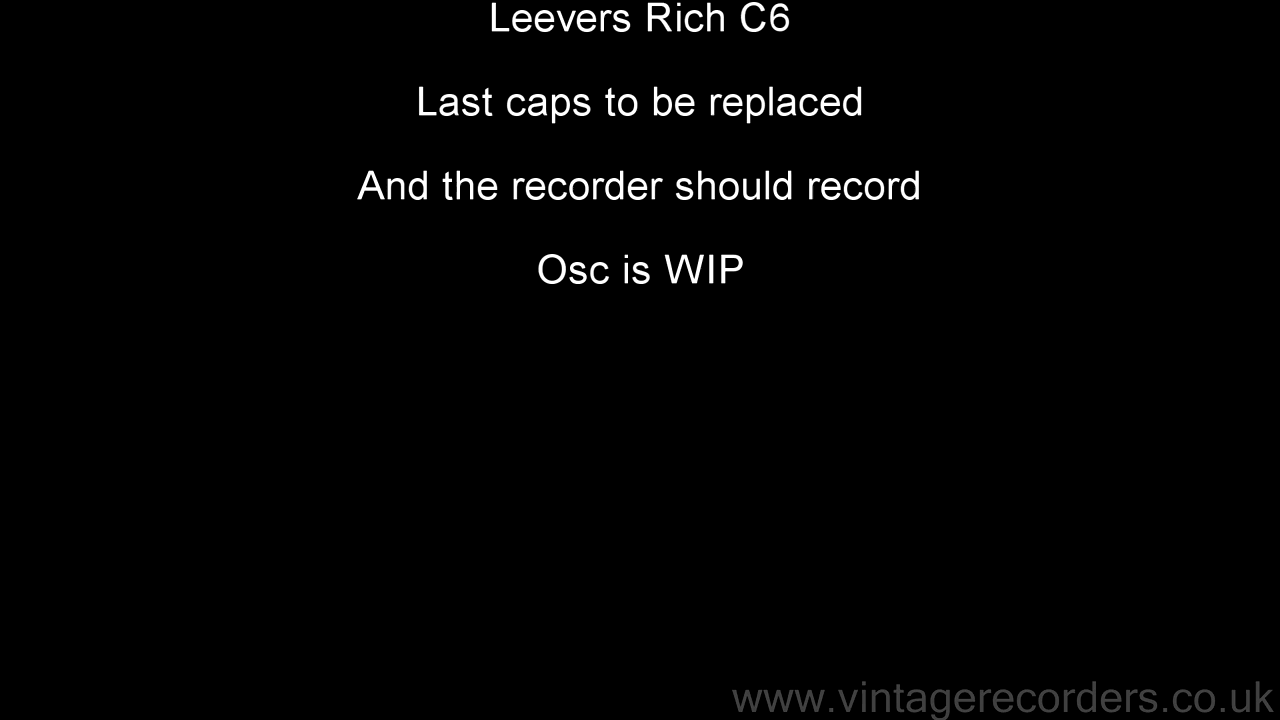 Leevers Rich C6
Last caps to be replaced
And the recorder should record
Osc is WIP
www.vintagerecorders.co.uk